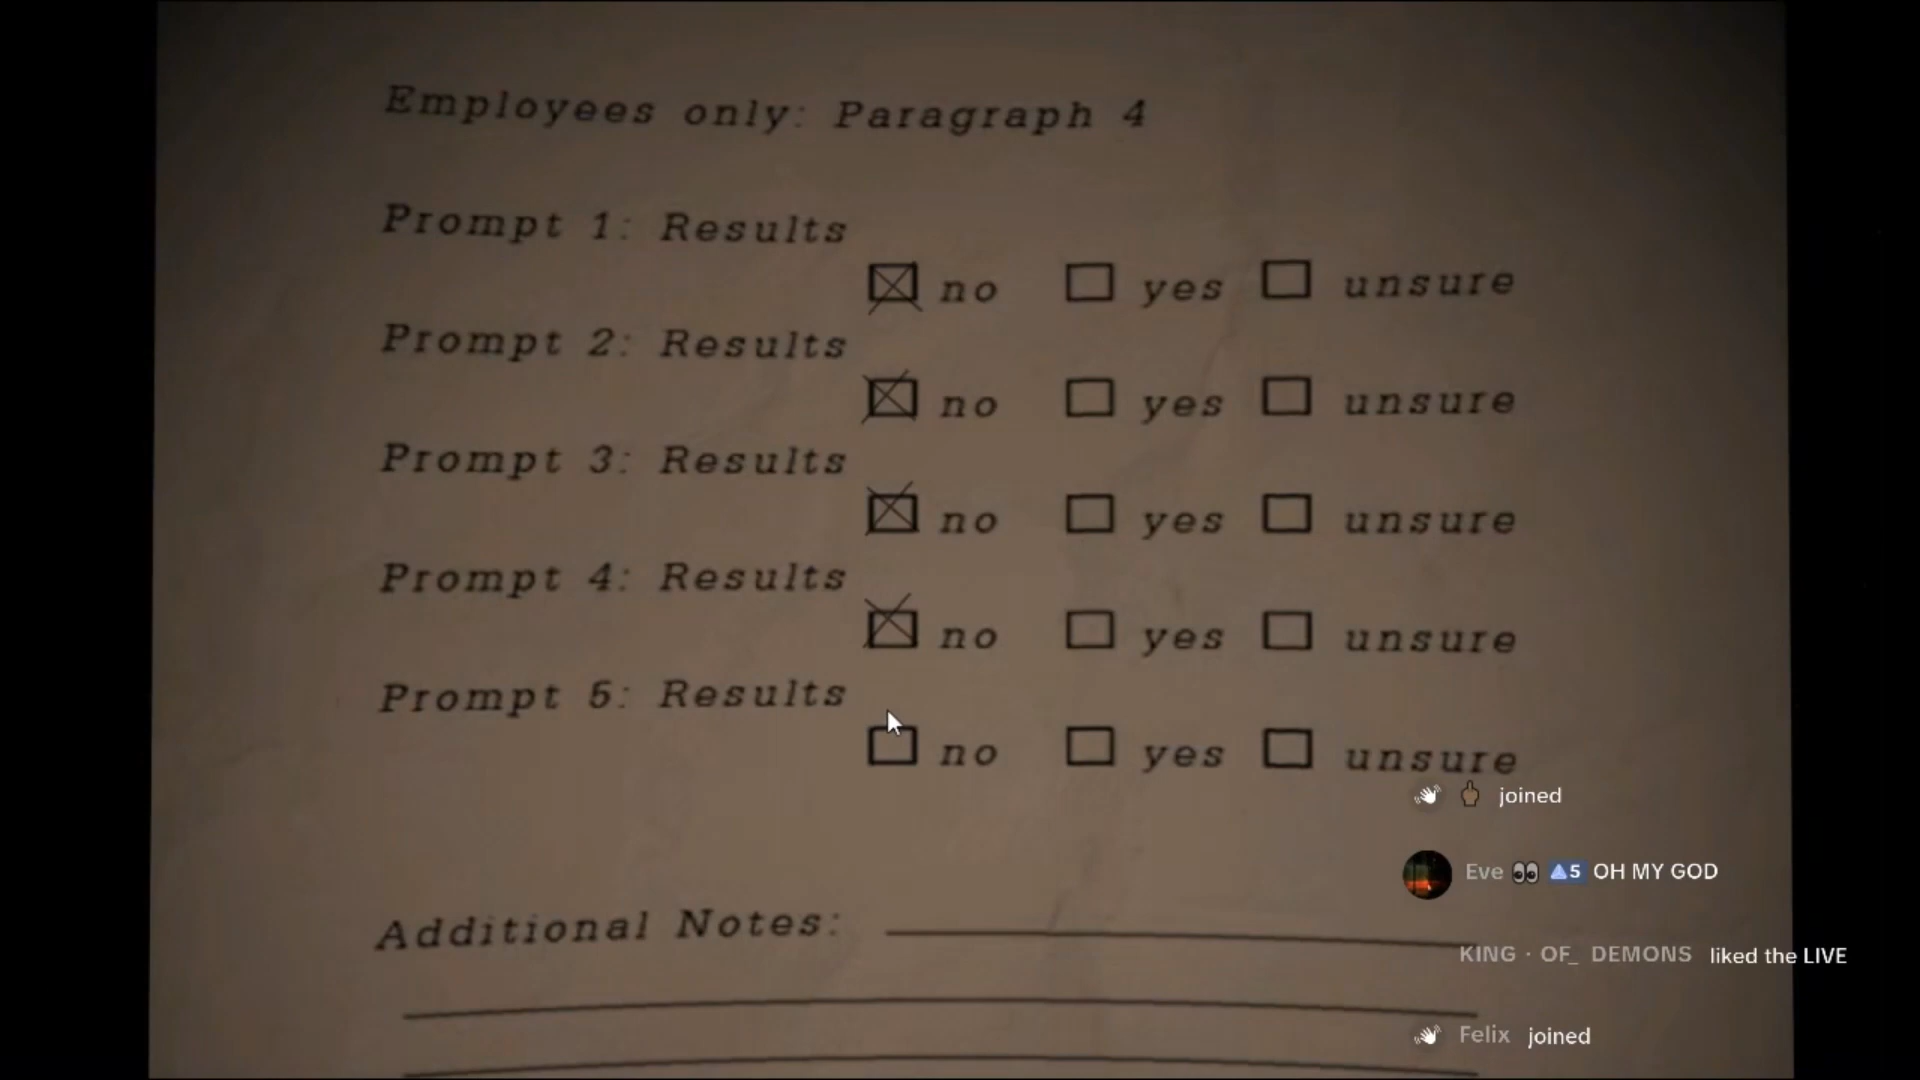 Employees only: Paragraph 4
Prompt 1: Results
no yes unsure
Prompt 2: Results
no yes unsure
Prompt 3: Results
no yes unsure
Prompt 4: Results
no yes unsure
Prompt 5: Results
no yes unsure
joined
Eve 👀 5 OH MY GOD
Additional Notes:
KING · OF_ DEMONS liked the LIVE
Felix joined